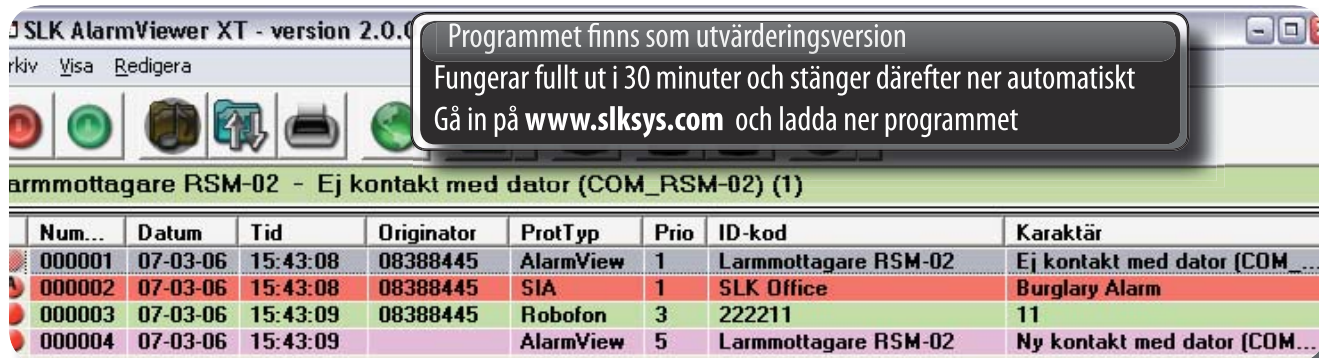 SLK AlarmViewer XT - version 2.0.0
Programmet finns som utvärderingsversion
Fungerar fullt ut i 30 minuter och stänger därefter ner automatiskt
Gå in på www.slksys.com och ladda ner programmet
rkiv Visa Redigera
armmottagare RSM-02 - Ej kontakt med dator (COM_RSM-02) (1)
Num... Datum Tid Originator ProtTyp Prio ID-kod Karaktär
000001 07-03-06 15:43:08 08388445 AlarmView 1 Larmmottagare RSM-02 Ej kontakt med dator (COM_...
000002 07-03-06 15:43:08 08388445 SIA 1 SLK Office Burglary Alarm
000003 07-03-06 15:43:09 08388445 Robofon 3 222211 11
000004 07-03-06 15:43:09 AlarmView 5 Larmmottagare RSM-02 Ny kontakt med dator (COM...